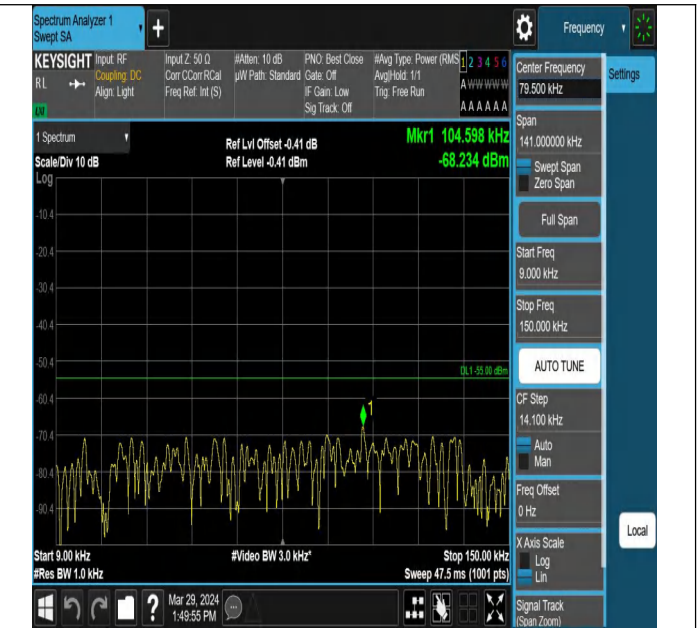 Spectrum Analyzer 1
Swept SA
+
Frequency
KEYSIGHT
RL
Input: RF
Coupling: DC
Align: Light
Input Z: 50 Ω
Corr CCorr RCal
Freq Ref: Int (S)
#Atten: 10 dB
µW Path: Standard
PNO: Best Close
Gate: Off
IF Gain: Low
Sig Track: Off
#Avg Type: Power (RMS
Avg|Hold: 1/1
Trig: Free Run
1 2 3 4 5 6
A W W W W W
A A A A A A
1 Spectrum
Scale/Div 10 dB
Log
Ref Lvl Offset -0.41 dB
Ref Level -0.41 dBm
Mkr1 104.598 kHz
-68.234 dBm
-10.4
-20.4
-30.4
-40.4
-50.4
-60.4
-70.4
-80.4
-90.4
DL1 -55.00 dBm
1
Start 9.00 kHz
#Res BW 1.0 kHz
#Video BW 3.0 kHz*
Stop 150.00 kHz
Sweep 47.5 ms (1001 pts)
Mar 29, 2024
1:49:55 PM
?
Settings
Center Frequency
79.500 kHz
Span
141.000000 kHz
Swept Span
Zero Span
Full Span
Start Freq
9.000 kHz
Stop Freq
150.000 kHz
AUTO TUNE
CF Step
14.100 kHz
Auto
Man
Freq Offset
0 Hz
X Axis Scale
Log
Lin
Signal Track
(Span Zoom)
Local